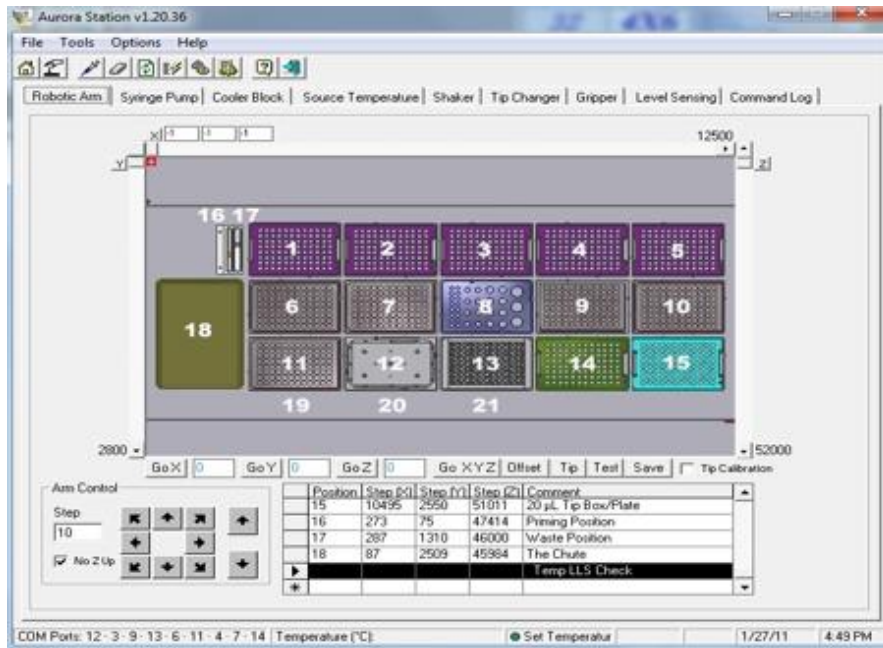 Aurora Station v1.20.36
File Tools Options Help
Robotic Arm Syringe Pump Cooler Block Source Temperature Shaker Tip Changer Gripper Level Sensing Command Log
X -1 -1 -1 12500
Y Z
16 17
1 2 3 4 5
6 7 8 9 10
18
11 12 13 14 15
19 20 21
2800 52000
Go X 0 Go Y 0 Go Z 0 Go X Y Z Offset Tip Test Save Tip Calibration
Arm Control
Step
10
No Z Up
Position Step (X) Step (Y) Step (Z) Comment
15 10495 2550 51011 20 µL Tip Box/Plate
16 273 75 47414 Priming Position
17 287 1310 46000 Waste Position
18 87 2509 45984 The Chute
Temp LLS Check
COM Ports: 12 - 3 - 9 - 13 - 6 - 11 - 4 - 7 - 14 Temperature (°C): Set Temperatur 1/27/11 4:49 PM